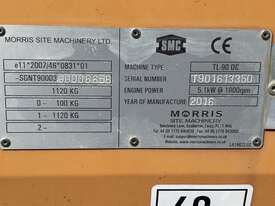 MORRIS SITE MACHINERY LTD.
SMC
e11*2007/46*0831*01
MACHINE TYPE TL-90 DC
SERIAL NUMBER T901613350
1120 KG
ENGINE POWER 5.1kW @ 1800rpm
0- 100 KG
YEAR OF MANUFACTURE 2016
1- 1120 KG
2-
MORRIS
SITE MACHINERY